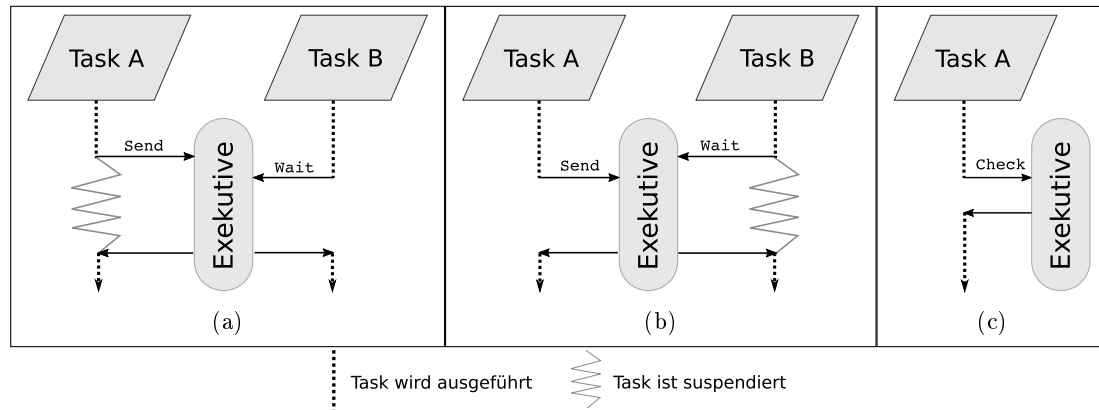 Task A
Task B
Send
Wait
Exekutive
(a)
Task A
Task B
Send
Wait
Exekutive
(b)
Task A
Check
Exekutive
(c)
Task wird ausgeführt
Task ist suspendiert